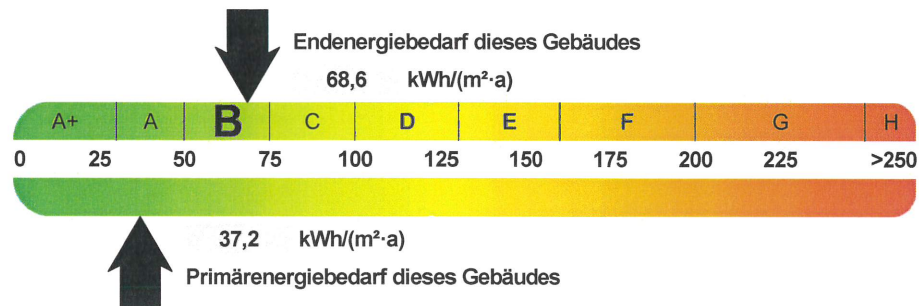 Endenergiebedarf dieses Gebäudes
68,6 kWh/(m²·a)
A+ A B C D E F G H
0 25 50 75 100 125 150 175 200 225 >250
37,2 kWh/(m²·a)
Primärenergiebedarf dieses Gebäudes